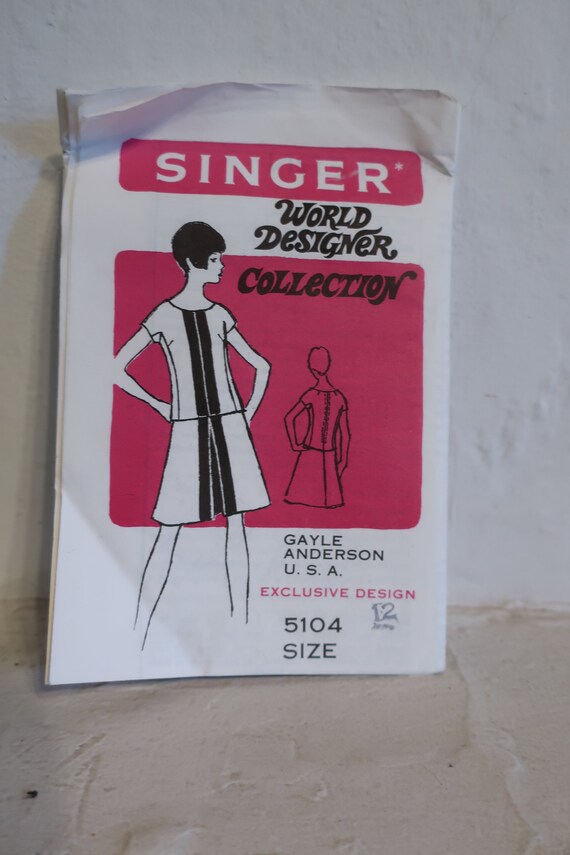 SINGER*
WORLD
DESIGNER
COLLECTION
GAYLE
ANDERSON
U. S. A.
EXCLUSIVE DESIGN
5104 12
SIZE